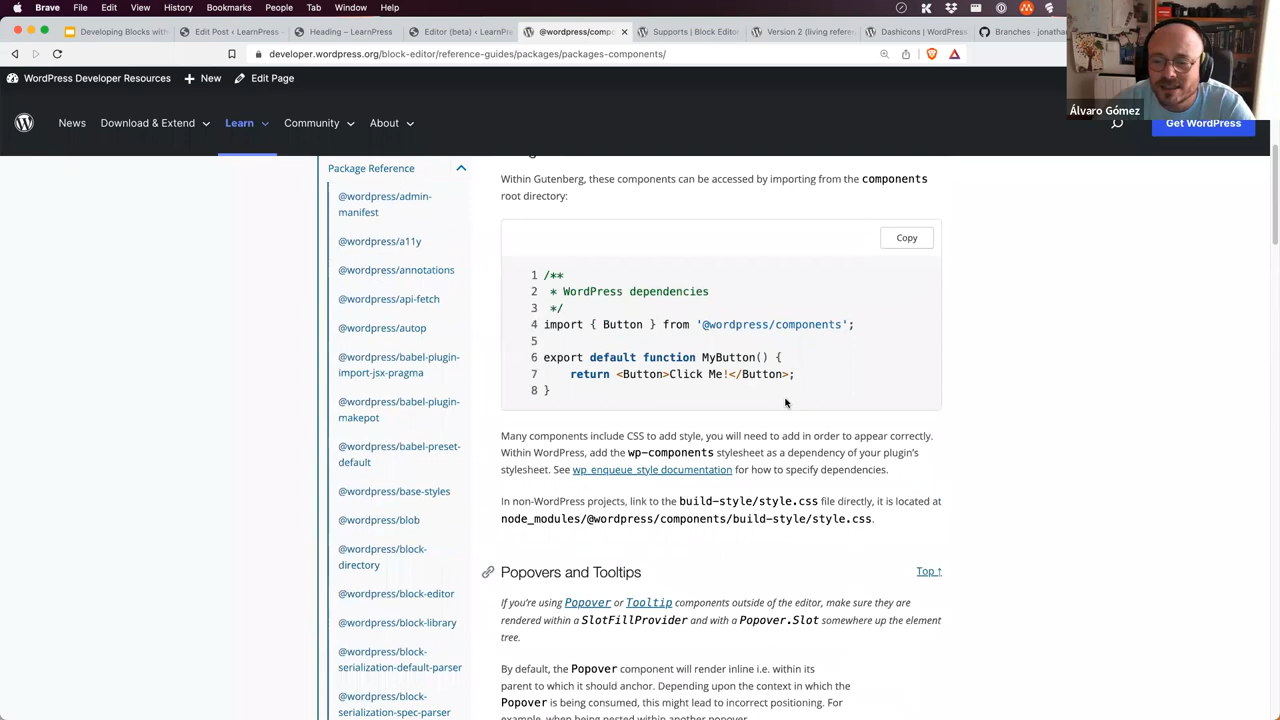 Brave File Edit View History Bookmarks People Tab Window Help
Developing Blocks with
Edit Post ‹ LearnPress
Heading – LearnPress
Editor (beta) ‹ LearnP
@wordpress/compo
Supports | Block Edito
Version 2 (living refere
Dashicons | WordPress
Branches · jonathan
developer.wordpress.org/block-editor/reference-guides/packages/packages-components/
WordPress Developer Resources New Edit Page
Álvaro Gómez
News Download & Extend Learn Community About Get WordPress
Package Reference
@wordpress/admin-
manifest
@wordpress/a11y
@wordpress/annotations
@wordpress/api-fetch
@wordpress/autop
@wordpress/babel-plugin-
import-jsx-pragma
@wordpress/babel-plugin-
makepot
@wordpress/babel-preset-
default
@wordpress/base-styles
@wordpress/blob
@wordpress/block-
directory
@wordpress/block-editor
@wordpress/block-library
@wordpress/block-
serialization-default-parser
@wordpress/block-
serialization-spec-parser
Within Gutenberg, these components can be accessed by importing from the components
root directory:
Copy
1 /**
2  * WordPress dependencies
3  */
4 import { Button } from '@wordpress/components';
5
6 export default function MyButton() {
7     return <Button>Click Me!</Button>;
8 }
Many components include CSS to add style, you will need to add in order to appear correctly.
Within WordPress, add the wp-components stylesheet as a dependency of your plugin's
stylesheet. See wp_enqueue_style documentation for how to specify dependencies.
In non-WordPress projects, link to the build-style/style.css file directly, it is located at
node_modules/@wordpress/components/build-style/style.css.
Popovers and Tooltips Top ↑
If you're using Popover or Tooltip components outside of the editor, make sure they are
rendered within a SlotFillProvider and with a Popover.Slot somewhere up the element
tree.
By default, the Popover component will render inline i.e. within its
parent to which it should anchor. Depending upon the context in which the
Popover is being consumed, this might lead to incorrect positioning. For
example, when being nested within another popover.